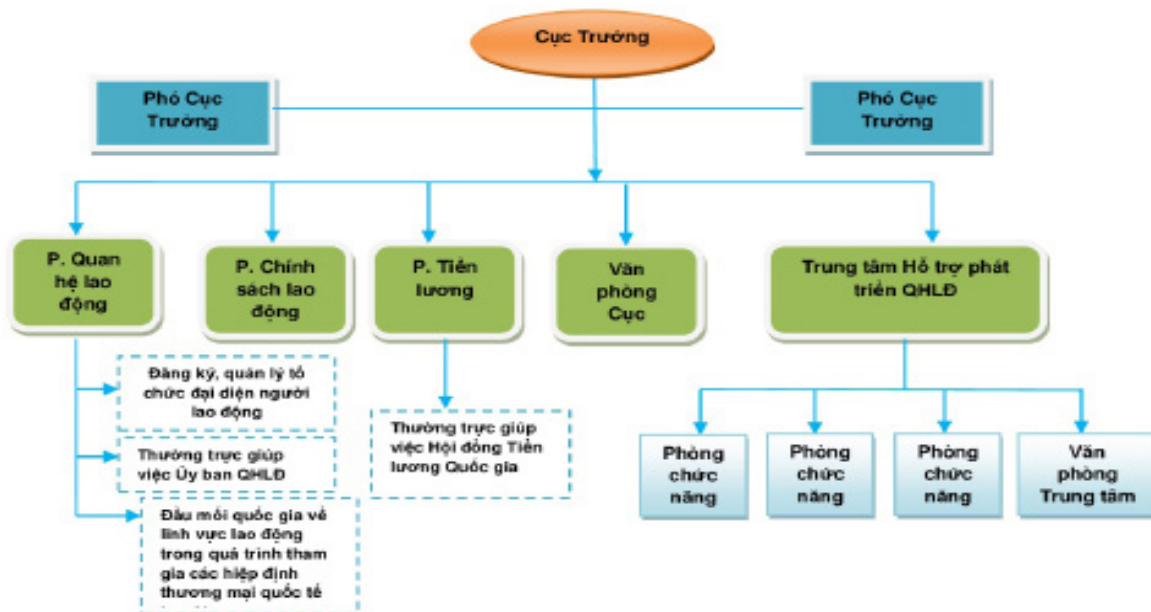 Cục Trưởng
Phó Cục
Trưởng
Phó Cục
Trưởng
P. Quan
hệ lao
động
P. Chính
sách lao
động
P. Tiền
lương
Văn
phòng
Cục
Trung tâm Hỗ trợ phát
triển QHLĐ
Đăng ký, quản lý tổ
chức đại diện người
lao động
Thường trực giúp
việc Ủy ban QHLĐ
Đầu mối quốc gia về
lĩnh vực lao động
trong quá trình tham
gia các hiệp định
thương mại quốc tế
Thường trực giúp
việc Hội đồng Tiền
lương Quốc gia
Phòng
chức
năng
Phòng
chức
năng
Phòng
chức
năng
Văn
phòng
Trung tâm